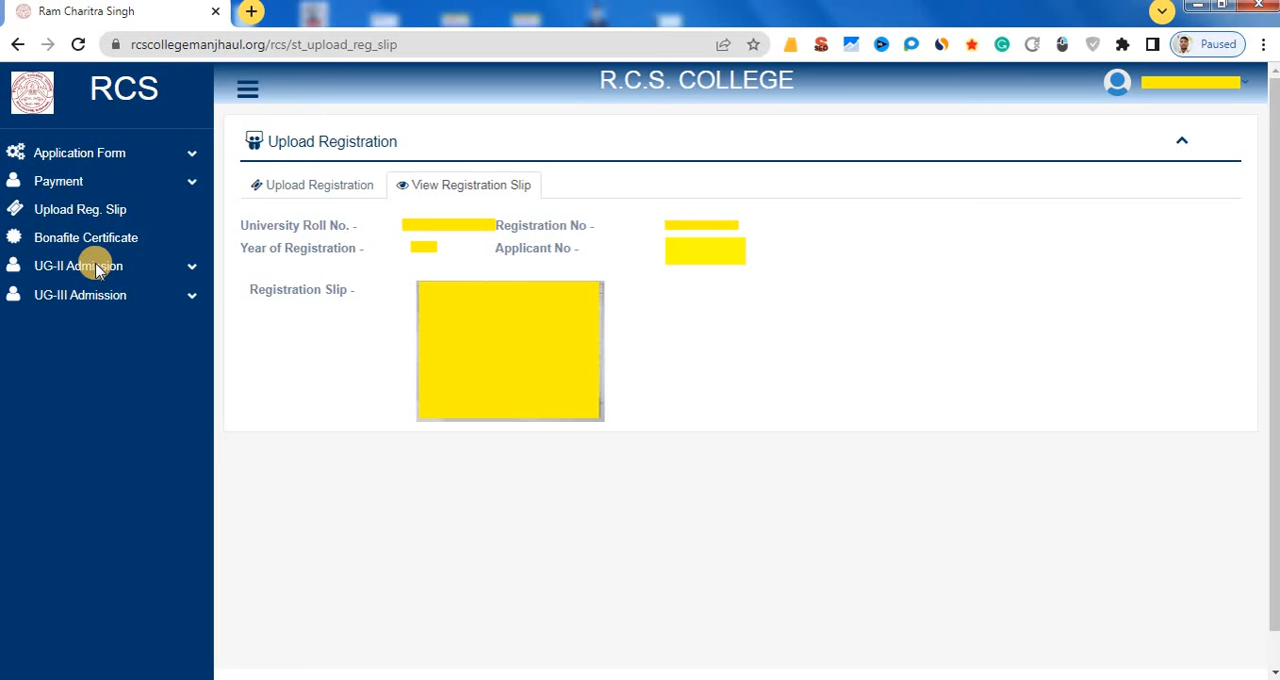 Ram Charitra Singh
rcscollegemanjhaul.org/rcs/st_upload_reg_slip
Paused
RCS
R.C.S. COLLEGE
Application Form
Payment
Upload Reg. Slip
Bonafite Certificate
UG-II Admission
UG-III Admission
Upload Registration
Upload Registration View Registration Slip
University Roll No. - Registration No -
Year of Registration - Applicant No -
Registration Slip -